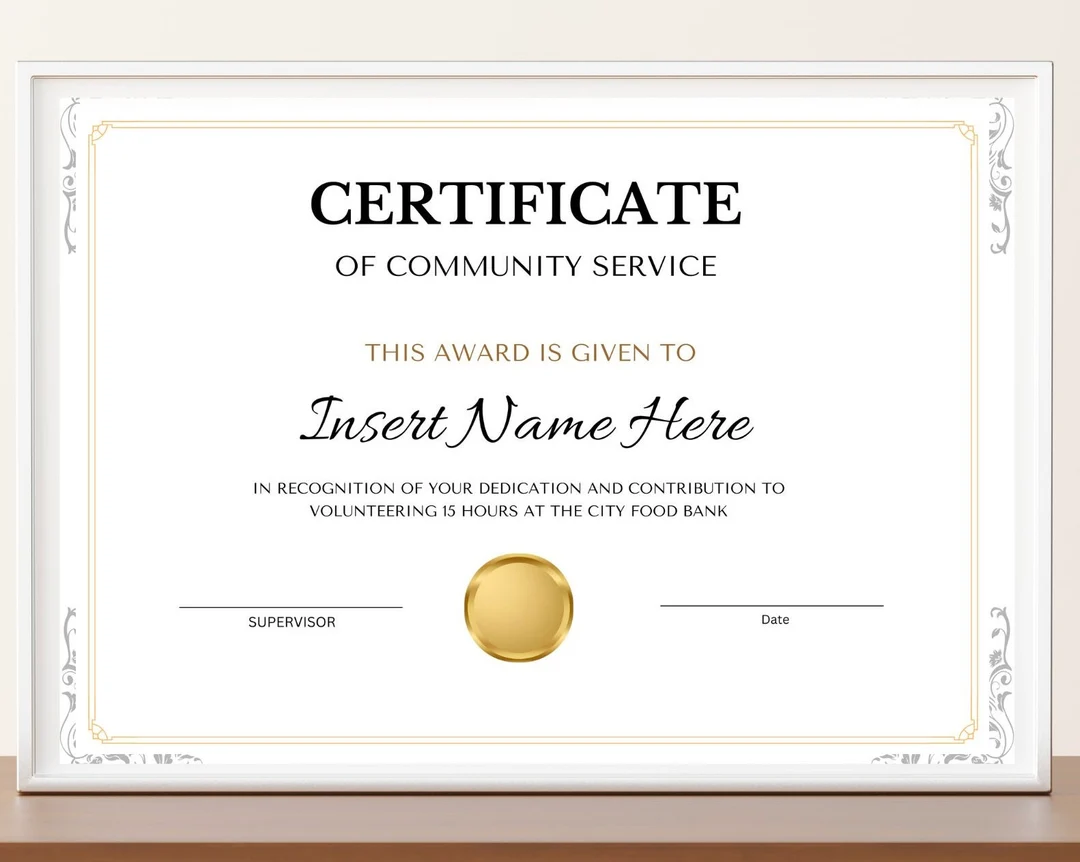 CERTIFICATE
OF COMMUNITY SERVICE
THIS AWARD IS GIVEN TO
Insert Name Here
IN RECOGNITION OF YOUR DEDICATION AND CONTRIBUTION TO
VOLUNTEERING 15 HOURS AT THE CITY FOOD BANK
SUPERVISOR
Date